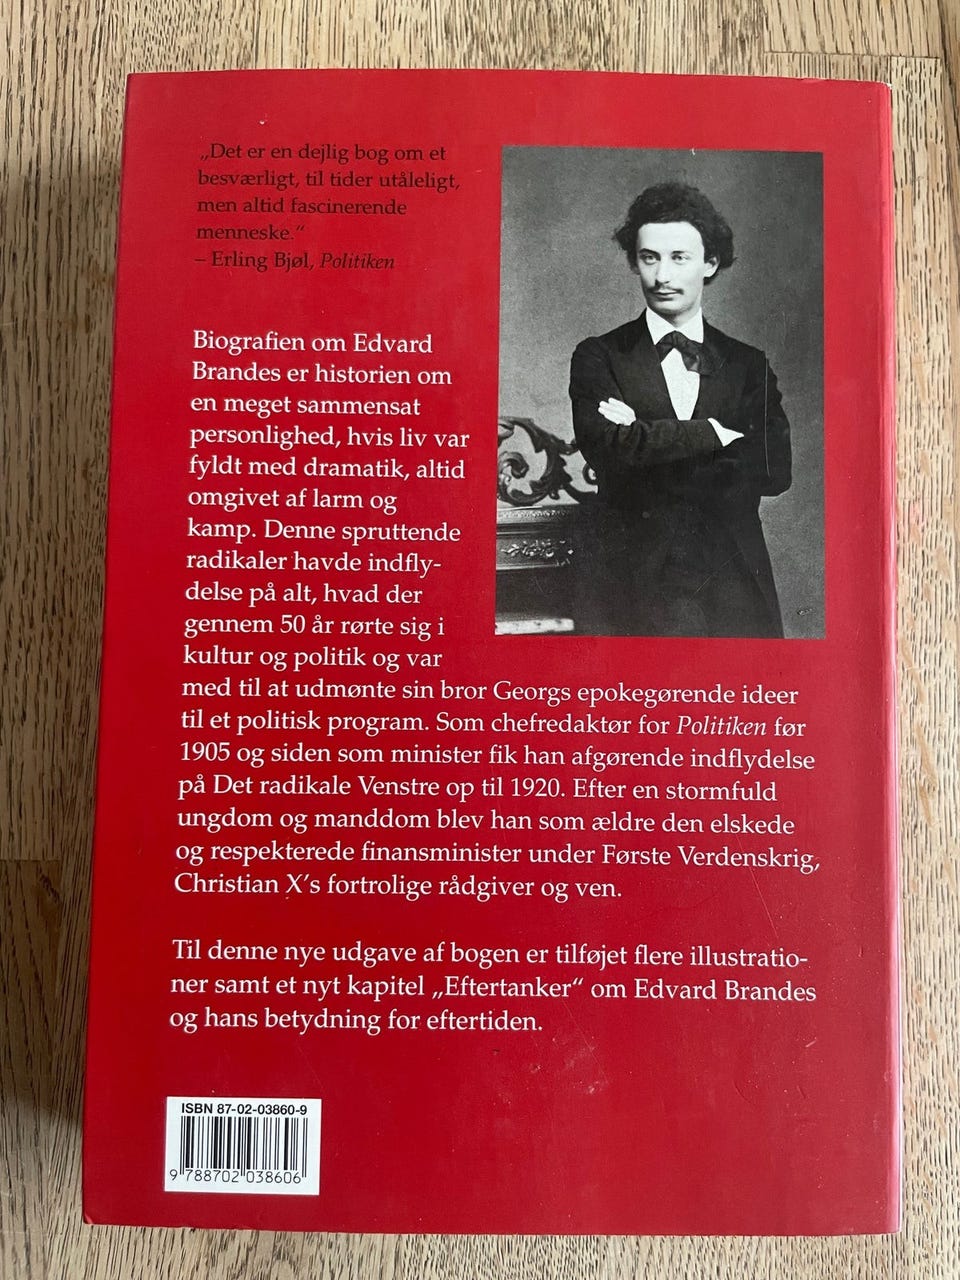 „Det er en dejlig bog om et
besværligt, til tider utåleligt,
men altid fascinerende
menneske.“
– Erling Bjøl, Politiken
Biografien om Edvard
Brandes er historien om
en meget sammensat
personlighed, hvis liv var
fyldt med dramatik, altid
omgivet af larm og
kamp. Denne spruttende
radikaler havde indfly-
delse på alt, hvad der
gennem 50 år rørte sig i
kultur og politik og var
med til at udmønte sin bror Georgs epokegørende ideer
til et politisk program. Som chefredaktør for Politiken før
1905 og siden som minister fik han afgørende indflydelse
på Det radikale Venstre op til 1920. Efter en stormfuld
ungdom og manddom blev han som ældre den elskede
og respekterede finansminister under Første Verdenskrig,
Christian X's fortrolige rådgiver og ven.
Til denne nye udgave af bogen er tilføjet flere illustratio-
ner samt et nyt kapitel „Eftertanker“ om Edvard Brandes
og hans betydning for eftertiden.
ISBN 87-02-03860-9
9 788702 038606